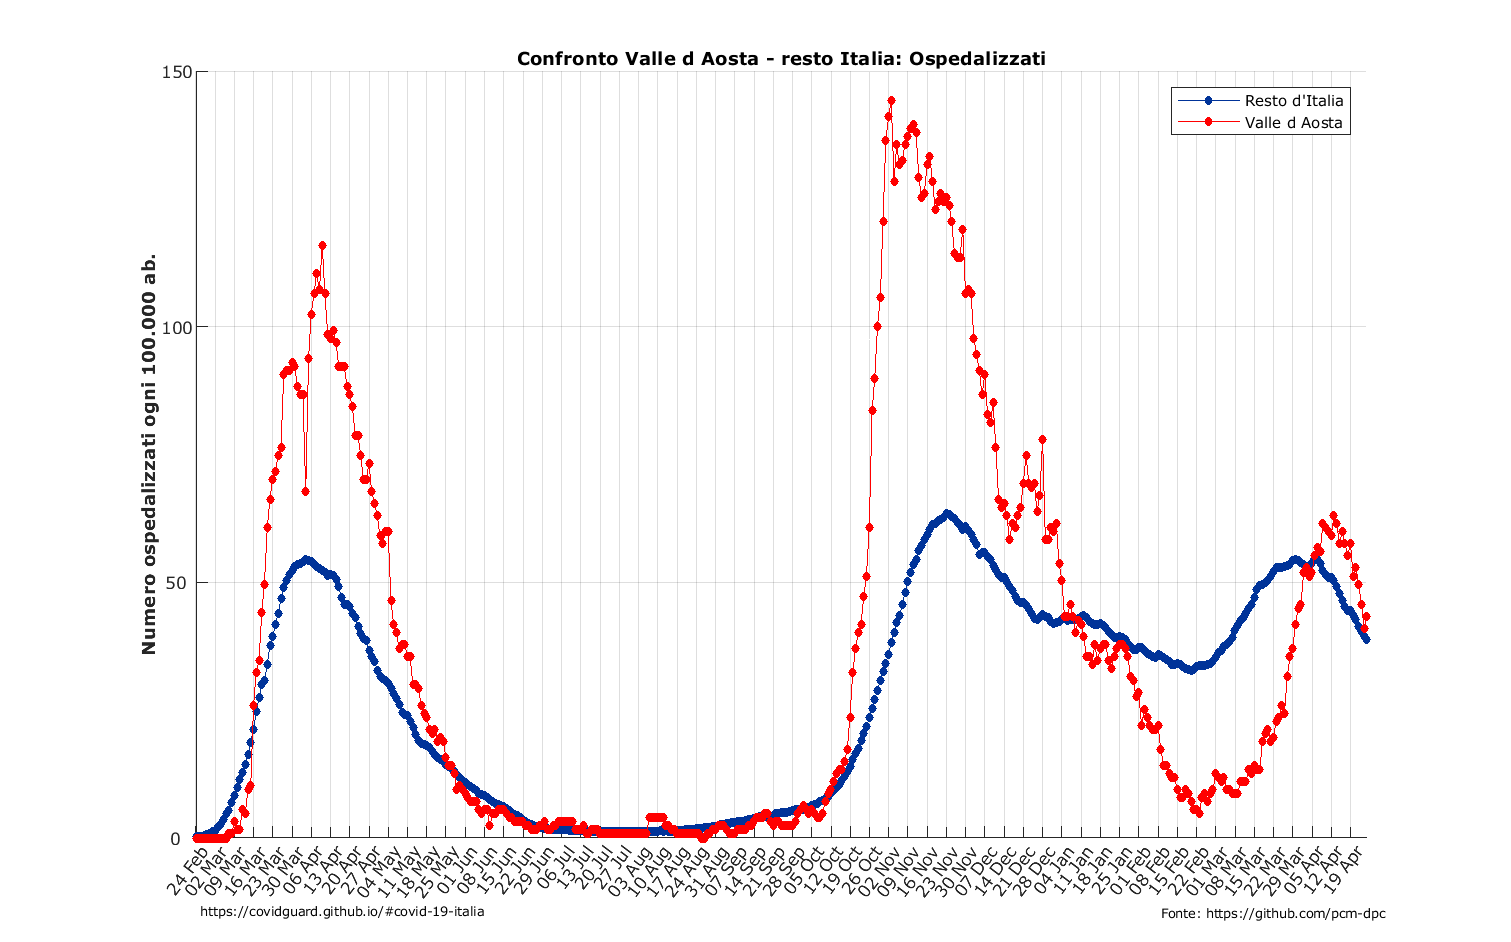 Confronto Valle d Aosta - resto Italia: Ospedalizzati
Numero ospedalizzati ogni 100.000 ab.
150
100
50
0
Resto d'Italia
Valle d Aosta
24 Feb
02 Mar
09 Mar
16 Mar
23 Mar
30 Mar
06 Apr
13 Apr
20 Apr
27 Apr
04 May
11 May
18 May
25 May
01 Jun
08 Jun
15 Jun
22 Jun
29 Jun
06 Jul
13 Jul
20 Jul
27 Jul
03 Aug
10 Aug
17 Aug
24 Aug
31 Aug
07 Sep
14 Sep
21 Sep
28 Sep
05 Oct
12 Oct
19 Oct
26 Oct
02 Nov
09 Nov
16 Nov
23 Nov
30 Nov
07 Dec
14 Dec
21 Dec
28 Dec
04 Jan
11 Jan
18 Jan
25 Jan
01 Feb
08 Feb
15 Feb
22 Feb
01 Mar
08 Mar
15 Mar
22 Mar
29 Mar
05 Apr
12 Apr
19 Apr
https://covidguard.github.io/#covid-19-italia
Fonte: https://github.com/pcm-dpc